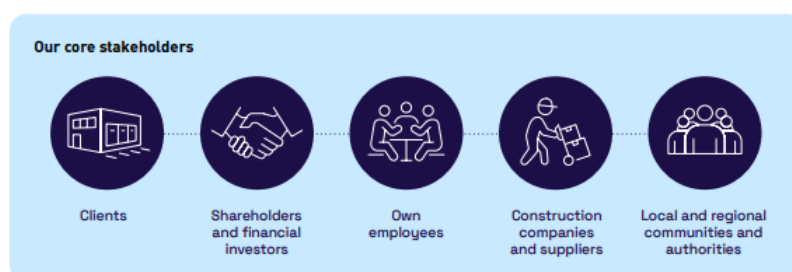 Our core stakeholders
Clients
Shareholders
and financial
investors
Own
employees
Construction
companies
and suppliers
Local and regional
communities and
authorities